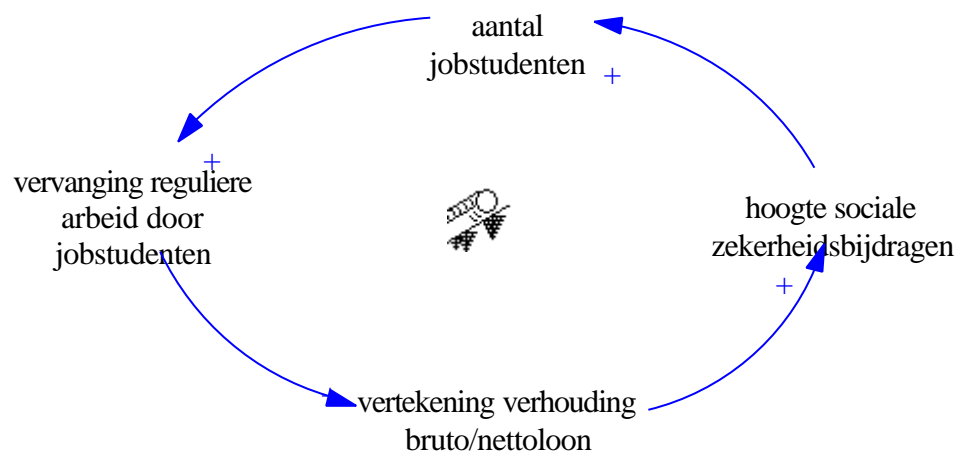 aantal
jobstudenten
+
+
vervanging reguliere
arbeid door
jobstudenten
hoogte sociale
zekerheidsbijdragen
+
vertekening verhouding
bruto/nettoloon